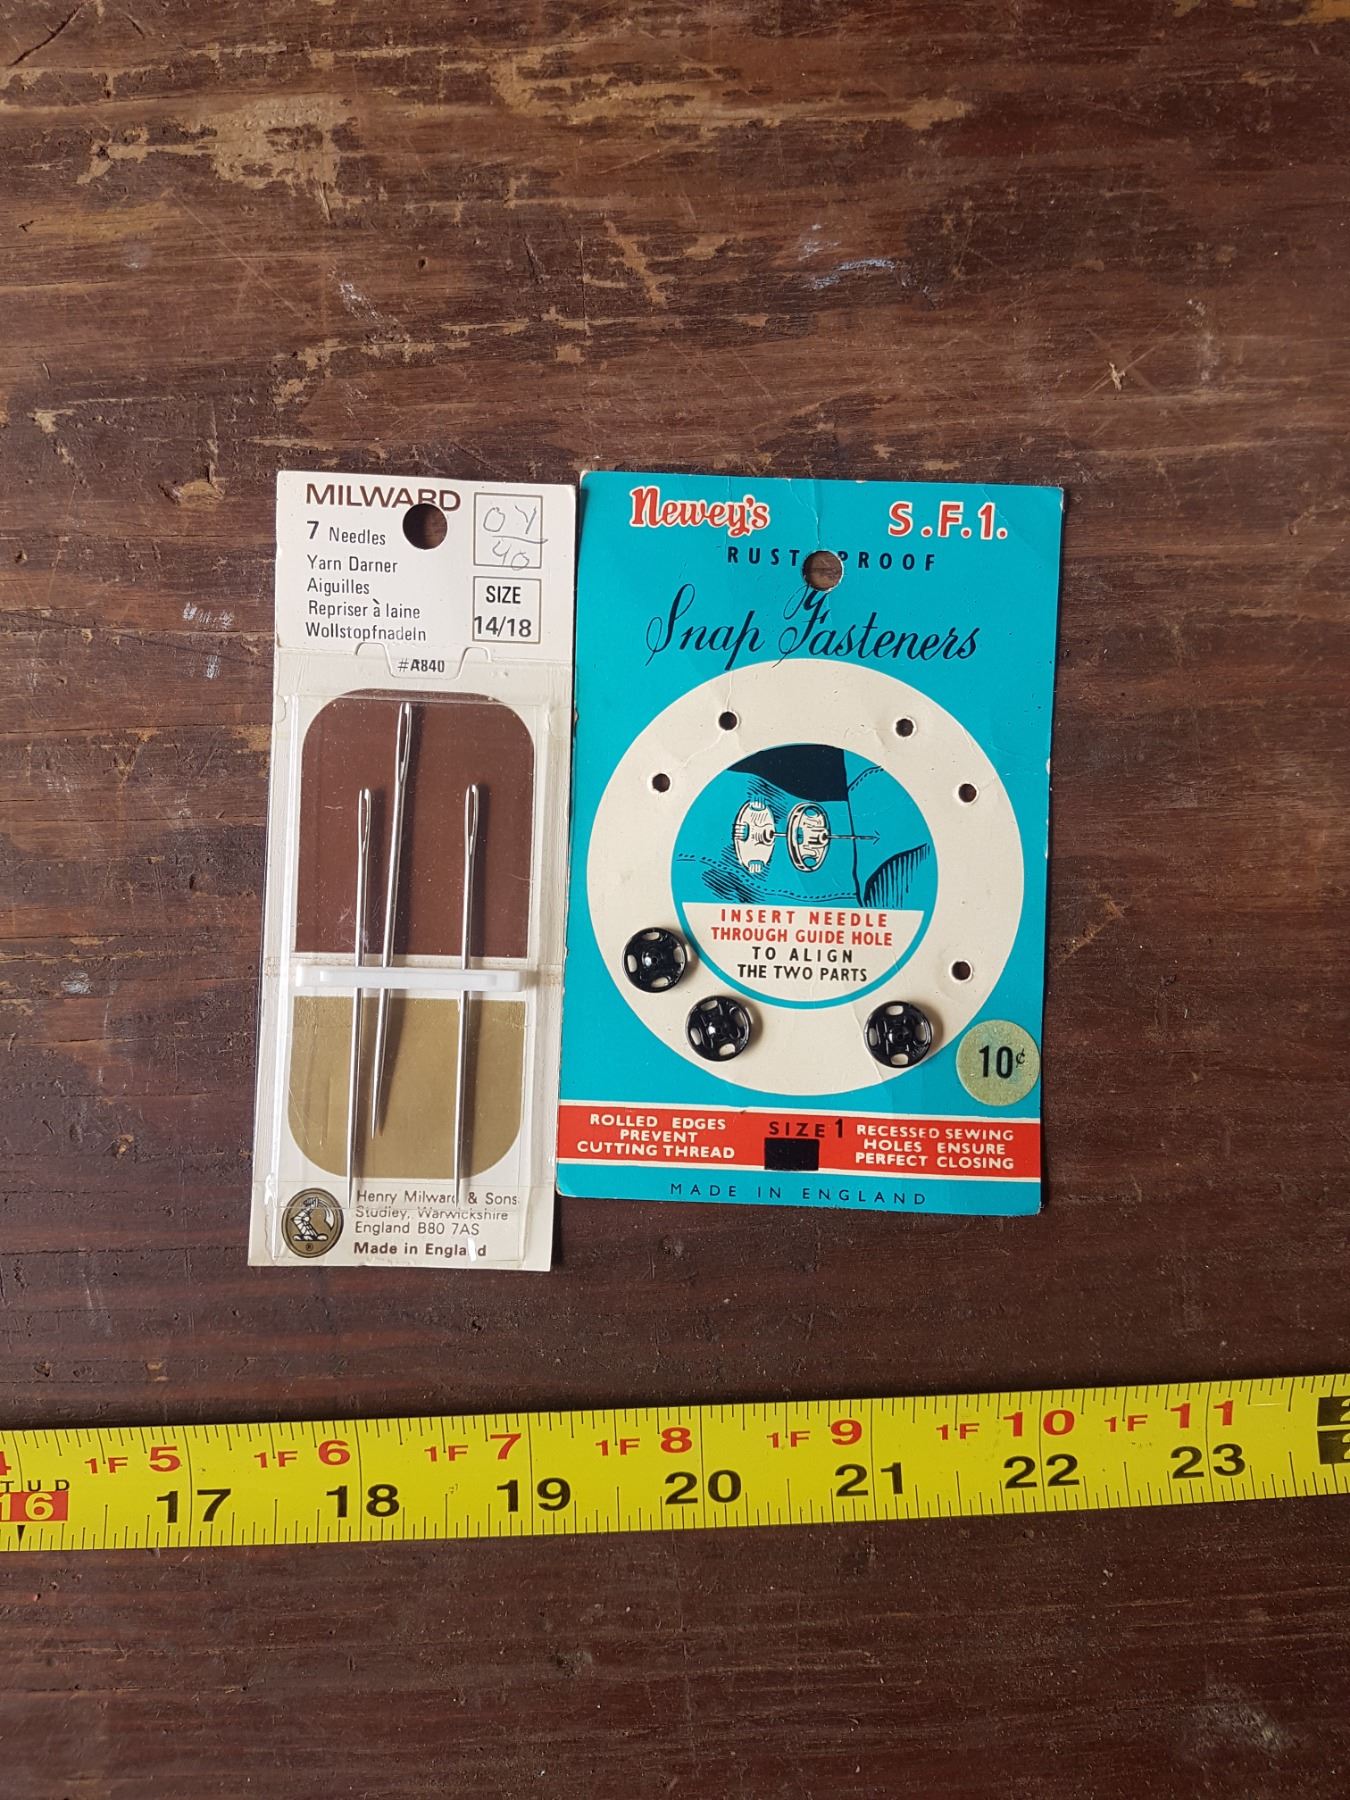 MILWARD
7 Needles
Yarn Darner
Aiguilles
Repriser à laine
Wollstopfnadeln
OY
40
SIZE
14/18
#A840
Henry Milward & Sons
Studley, Warwickshire
England B80 7AS
Made in England
®
Newey's S.F.1.
RUST PROOF
Snap Fasteners
INSERT NEEDLE
THROUGH GUIDE HOLE
TO ALIGN
THE TWO PARTS
10¢
ROLLED EDGES
PREVENT
CUTTING THREAD
SIZE 1
RECESSED SEWING
HOLES ENSURE
PERFECT CLOSING
MADE IN ENGLAND
4 1F 5 1F 6 1F 7 1F 8 1F 9 1F 10 1F 11
16 17 18 19 20 21 22 23